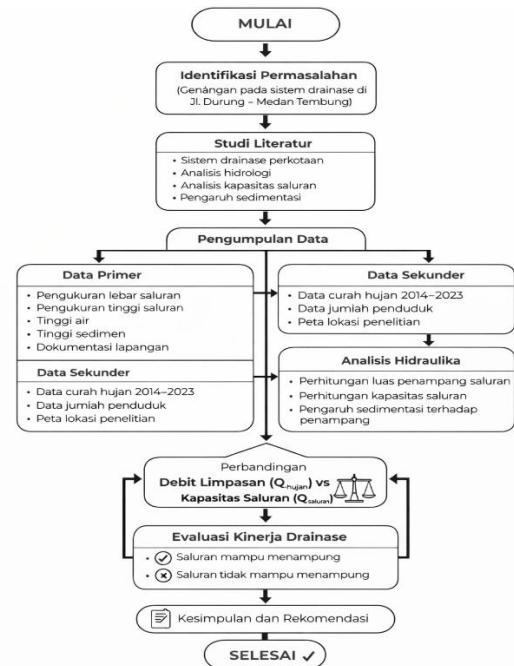 MULAI
Identifikasi Permasalahan
(Genángan pada sistem drainase di
Jl. Durung – Medan Tembung)
Studi Literatur
• Sistem drainase perkotaan
• Analisis hidrologi
• Analisis kapasitas saluran
• Pengaruh sedimentasi
Pengumpulan Data
Data Primer
• Pengukuran lebar saluran
• Pengukuran tinggi saluran
• Tinggi air
• Tinggi sedimen
• Dokumentasi lapangan
Data Sekunder
• Data curah hujan 2014–2023
• Data jumiah penduduk
• Peta lokasi penelitian
Data Sekunder
• Data curah hujan 2014–2023
• Data jumiah penduduk
• Peta lokasi penelitian
Analisis Hidraulika
• Perhitungan luas penampang saluran
• Perhitungan kapasitas saluran
• Pengaruh sedimentasi terhadap
penampang
Perbandingan
Debit Limpasan (Q-hujan) vs
Kapasitas Saluran (Qsaluran)
Evaluasi Kinerja Drainase
• Saluran mampu menampung
• Saluran tidak mampu menampung
Kesimpulan dan Rekomendasi
SELESAI ✓